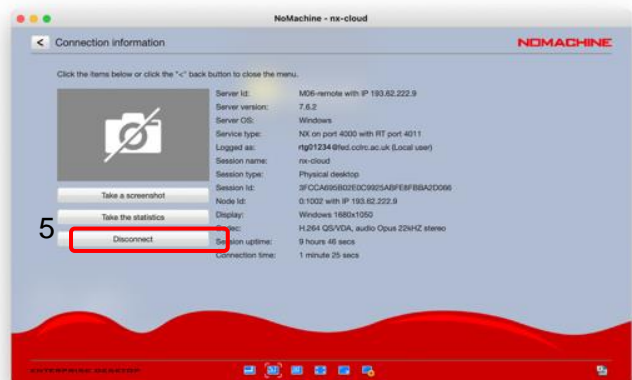 NoMachine - nx-cloud
< Connection information
NOMACHINE
Click the items below or click the "<" back button to close the menu.
Server Id: M06-remote with IP 193.62.222.9
Server version: 7.6.2
Server OS: Windows
Service type: NX on port 4000 with RT port 4011
Logged as: rtg01234@fed.cclrc.ac.uk (Local user)
Session name: nx-cloud
Session type: Physical desktop
Session Id: 3FCCA695B02E0C9925ABFE8FBBA2D066
Node Id: 0:1002 with IP 193.62.222.9
Take a screenshot
Display: Windows 1680x1050
Take the statistics
Codec: H.264 QS/VDA, audio Opus 22kHZ stereo
5
Disconnect
Session uptime: 9 hours 46 secs
Connection time: 1 minute 25 secs
ENTERPRISE DESKTOP